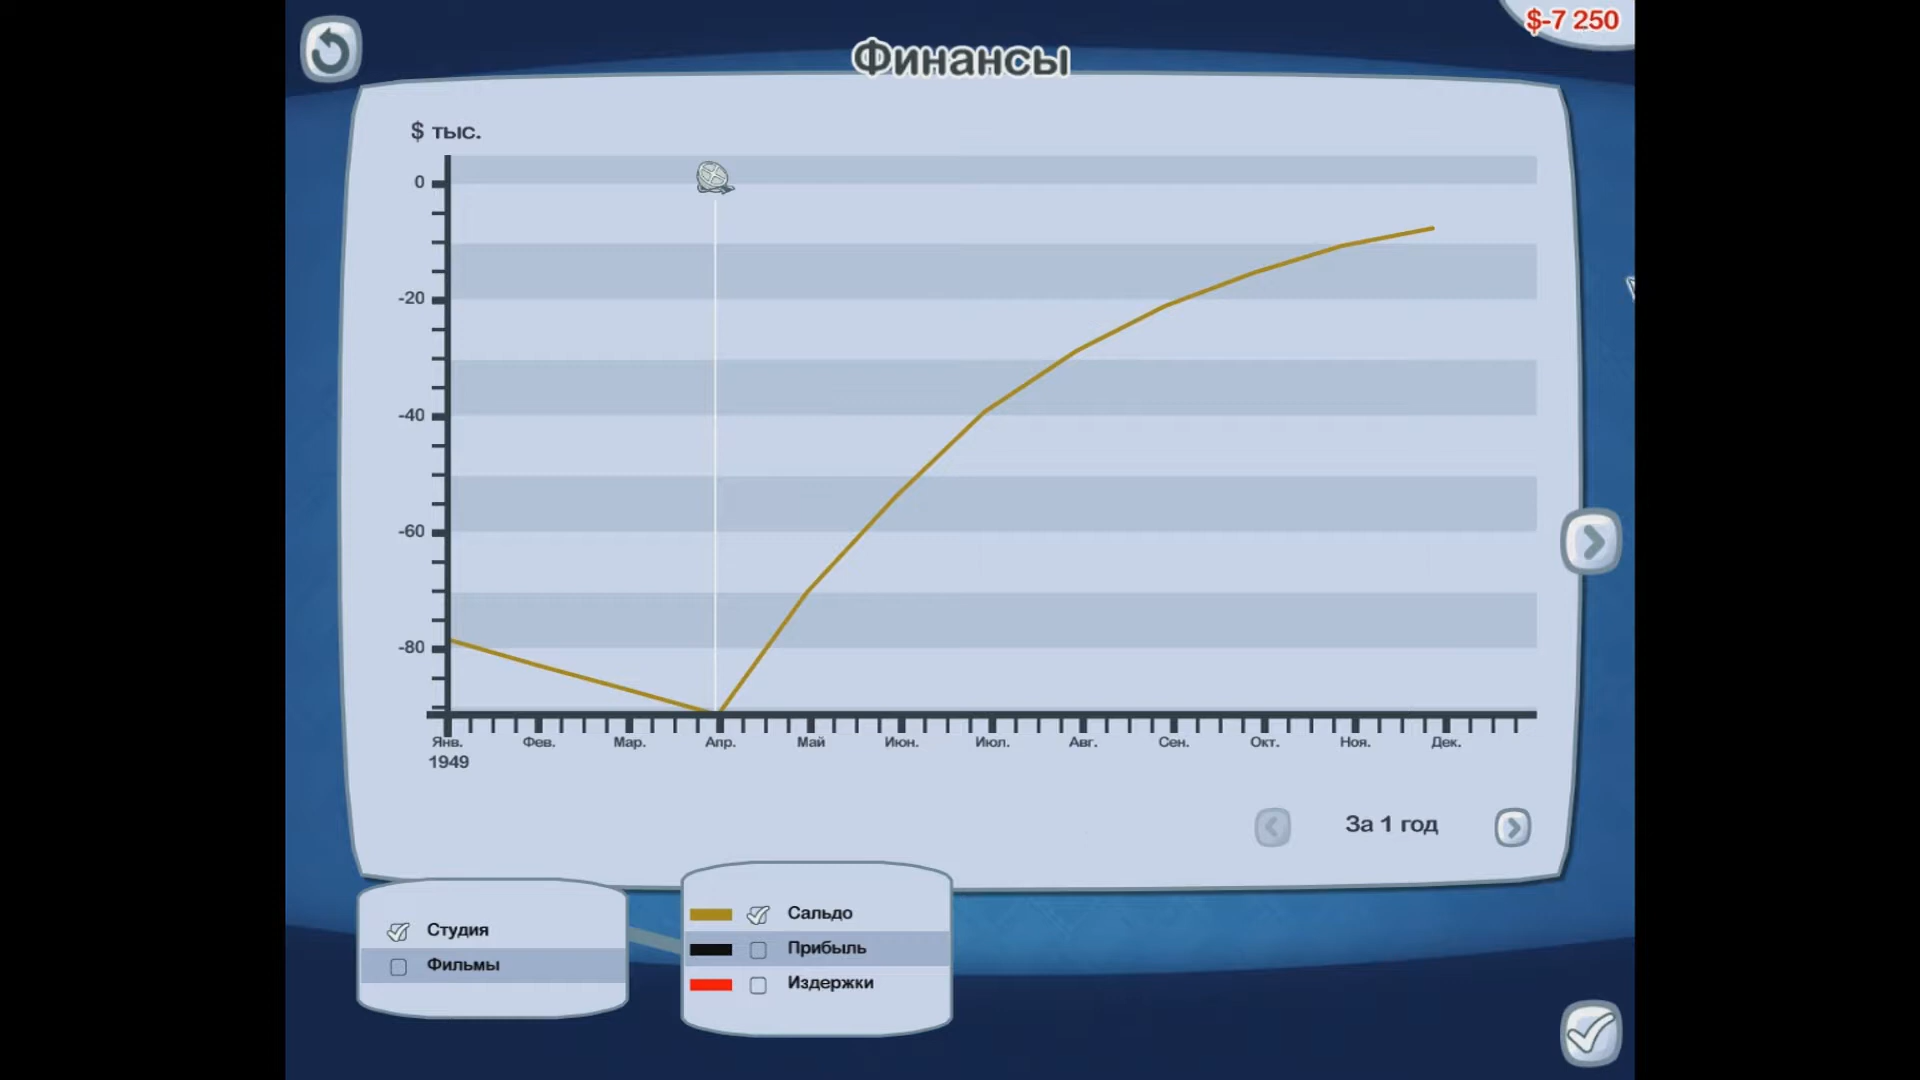 $-7 250
Финансы
$ тыс.
0
-20
-40
-60
-80
Янв. Фев. Мар. Апр. Май Июн. Июл. Авг. Сен. Окт. Ноя. Дек.
1949
За 1 год
Студия
Фильмы
Сальдо
Прибыль
Издержки